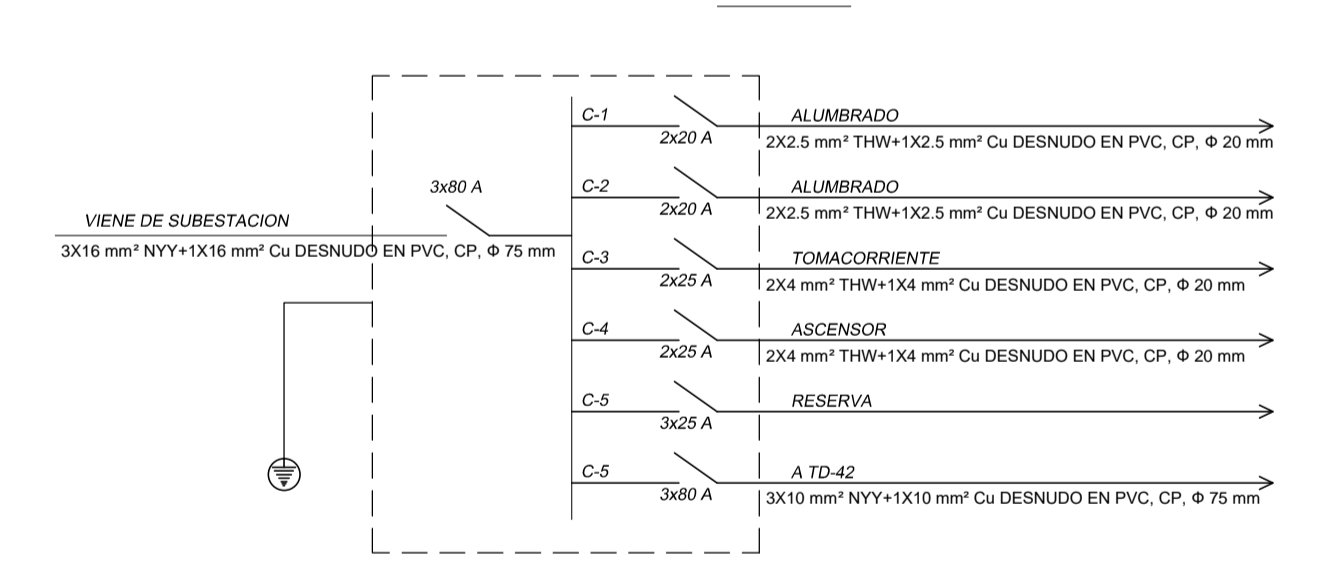 C-1
ALUMBRADO
2x20 A
2X2.5 mm² THW+1X2.5 mm² Cu DESNUDO EN PVC, CP, Φ 20 mm
3x80 A
C-2
ALUMBRADO
2x20 A
2X2.5 mm² THW+1X2.5 mm² Cu DESNUDO EN PVC, CP, Φ 20 mm
VIENE DE SUBESTACION
3X16 mm² NYY+1X16 mm² Cu DESNUDO EN PVC, CP, Φ 75 mm
C-3
TOMACORRIENTE
2x25 A
2X4 mm² THW+1X4 mm² Cu DESNUDO EN PVC, CP, Φ 20 mm
C-4
ASCENSOR
2x25 A
2X4 mm² THW+1X4 mm² Cu DESNUDO EN PVC, CP, Φ 20 mm
C-5
RESERVA
3x25 A
C-5
A TD-42
3x80 A
3X10 mm² NYY+1X10 mm² Cu DESNUDO EN PVC, CP, Φ 75 mm